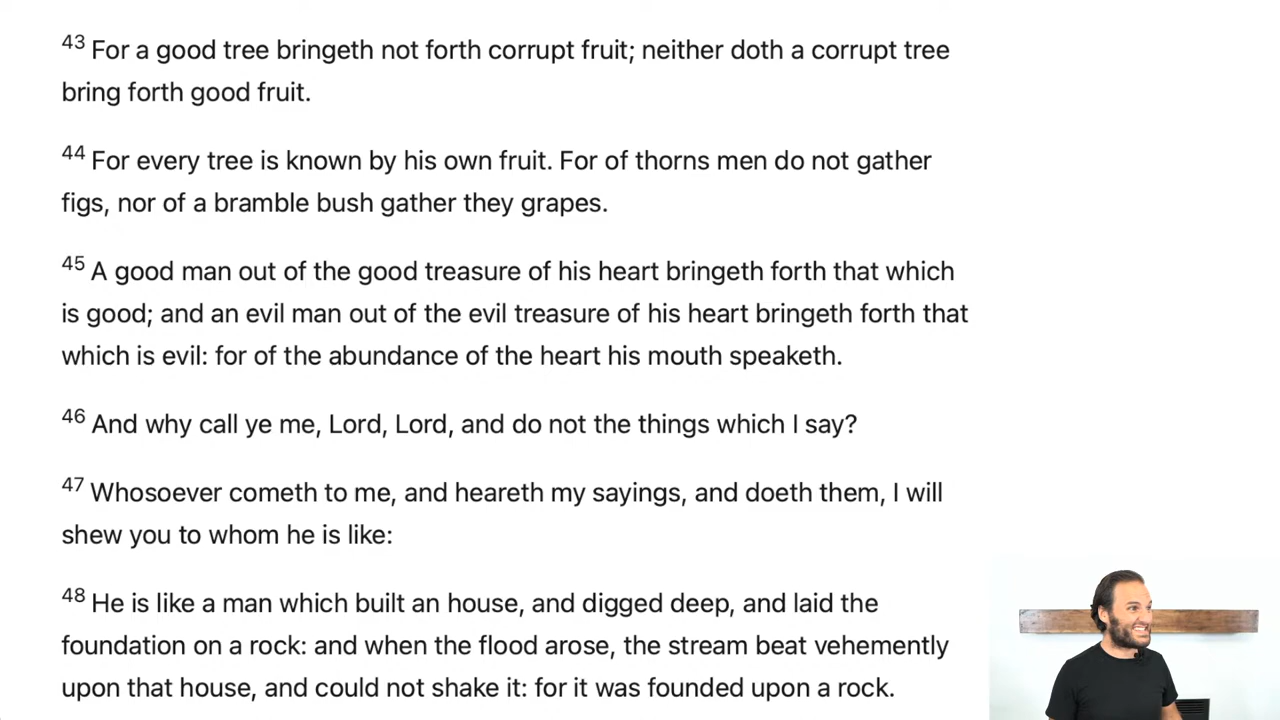 43 For a good tree bringeth not forth corrupt fruit; neither doth a corrupt tree
bring forth good fruit.
44 For every tree is known by his own fruit. For of thorns men do not gather
figs, nor of a bramble bush gather they grapes.
45 A good man out of the good treasure of his heart bringeth forth that which
is good; and an evil man out of the evil treasure of his heart bringeth forth that
which is evil: for of the abundance of the heart his mouth speaketh.
46 And why call ye me, Lord, Lord, and do not the things which I say?
47 Whosoever cometh to me, and heareth my sayings, and doeth them, I will
shew you to whom he is like:
48 He is like a man which built an house, and digged deep, and laid the
foundation on a rock: and when the flood arose, the stream beat vehemently
upon that house, and could not shake it: for it was founded upon a rock.